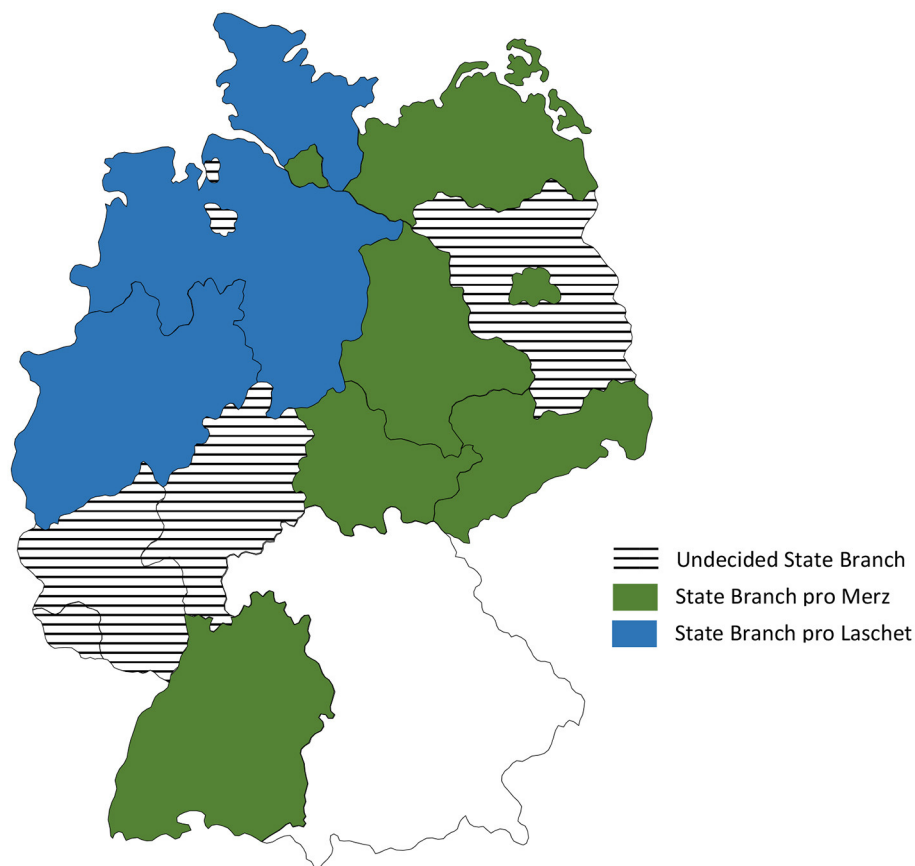 Undecided State Branch
State Branch pro Merz
State Branch pro Laschet